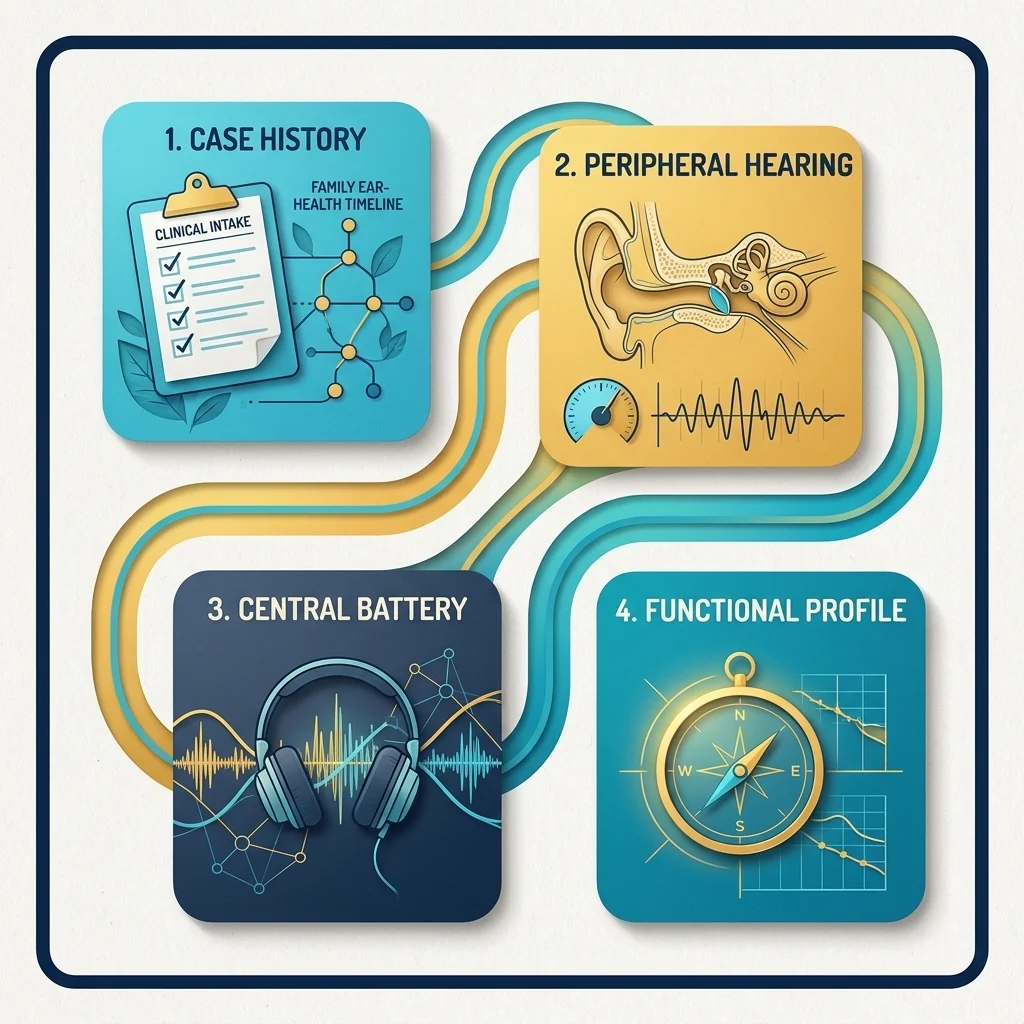 1. CASE HISTORY
FAMILY EAR-
HEALTH TIMELINE
CLINICAL INTAKE
2. PERIPHERAL HEARING
3. CENTRAL BATTERY
4. FUNCTIONAL PROFILE
N
W E
S